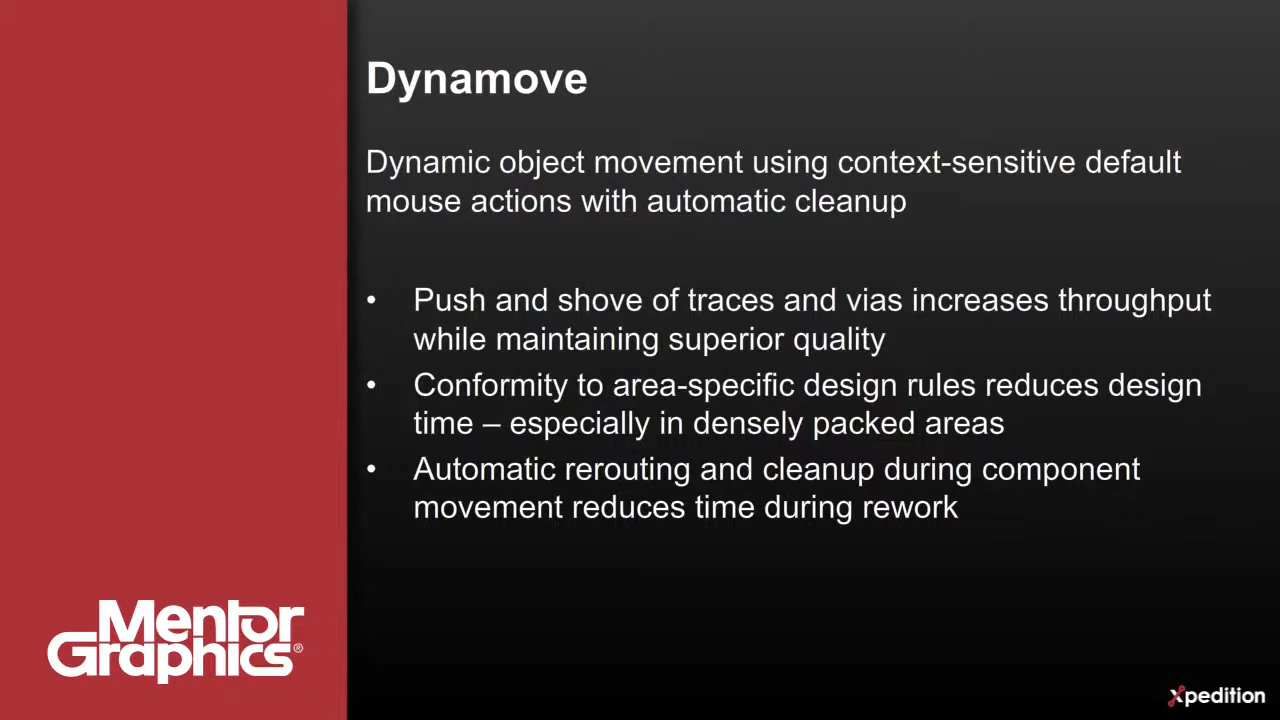 Dynamove
Dynamic object movement using context-sensitive default
mouse actions with automatic cleanup
• Push and shove of traces and vias increases throughput
while maintaining superior quality
• Conformity to area-specific design rules reduces design
time – especially in densely packed areas
• Automatic rerouting and cleanup during component
movement reduces time during rework
Mentor
Graphics®
Xpedition